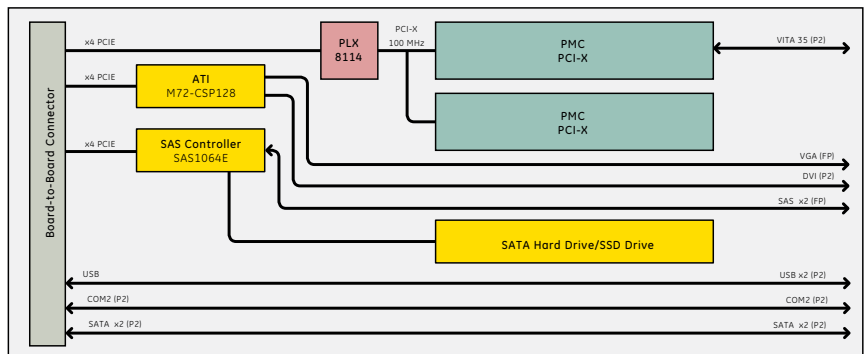 Board-to-Board Connector
x4 PCIE
PLX
8114
PCI-X
100 MHz
PMC
PCI-X
VITA 35 (P2)
x4 PCIE
ATI
M72-CSP128
PMC
PCI-X
x4 PCIE
SAS Controller
SAS1064E
VGA (FP)
DVI (P2)
SAS x2 (FP)
SATA Hard Drive/SSD Drive
USB
USB x2 (P2)
COM2 (P2)
COM2 (P2)
SATA x2 (P2)
SATA x2 (P2)